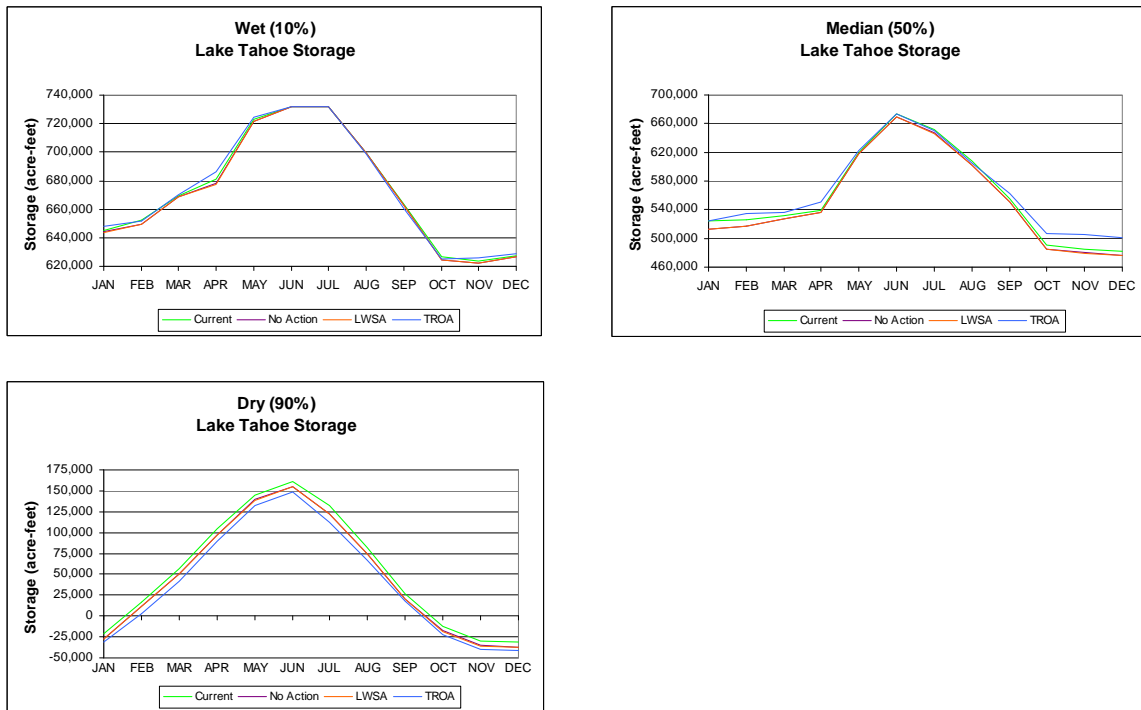 Wet (10%)
Lake Tahoe Storage
Storage (acre-feet)
740,000
720,000
700,000
680,000
660,000
640,000
620,000
JAN FEB MAR APR MAY JUN JUL AUG SEP OCT NOV DEC
Current No Action LWSA TROA
Median (50%)
Lake Tahoe Storage
Storage (acre-feet)
700,000
660,000
620,000
580,000
540,000
500,000
460,000
JAN FEB MAR APR MAY JUN JUL AUG SEP OCT NOV DEC
Current No Action LWSA TROA
Dry (90%)
Lake Tahoe Storage
Storage (acre-feet)
175,000
150,000
125,000
100,000
75,000
50,000
25,000
0
-25,000
-50,000
JAN FEB MAR APR MAY JUN JUL AUG SEP OCT NOV DEC
Current No Action LWSA TROA